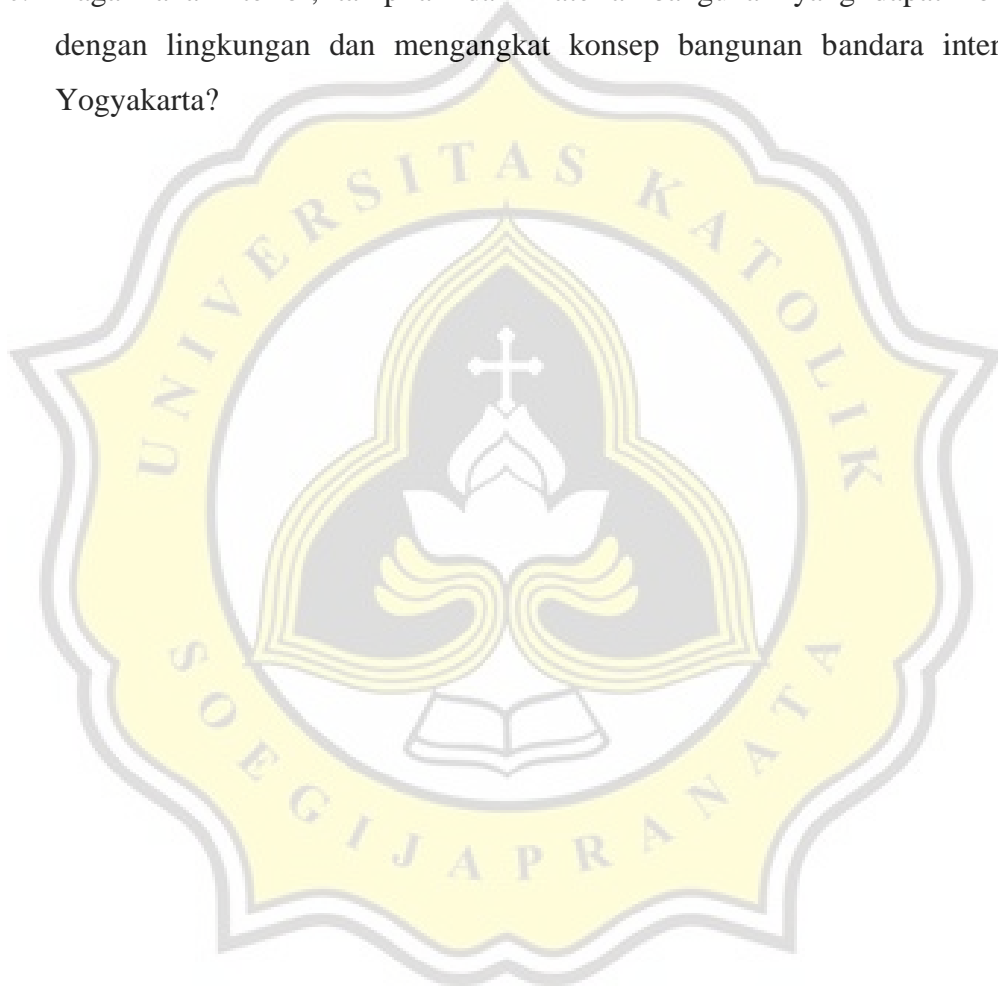 dengan lingkungan dan mengangkat konsep bangunan bandara inter
Yogyakarta?
UNIVERSITAS KATOLIK
SOEGIJAPRANATA